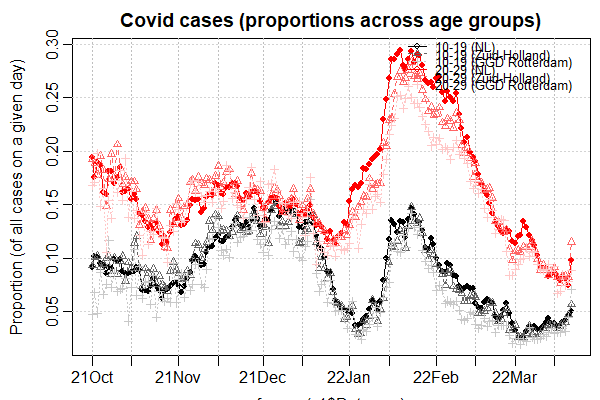 Covid cases (proportions across age groups)
10-19 (NL)
10-19 (Zuid-Holland)
10-19 (GGD Rotterdam)
20-29 (NL)
20-29 (Zuid-Holland)
20-29 (GGD Rotterdam)
Proportion (of all cases on a given day)
0.30
0.25
0.20
0.15
0.10
0.05
21Oct 21Nov 21Dec 22Jan 22Feb 22Mar